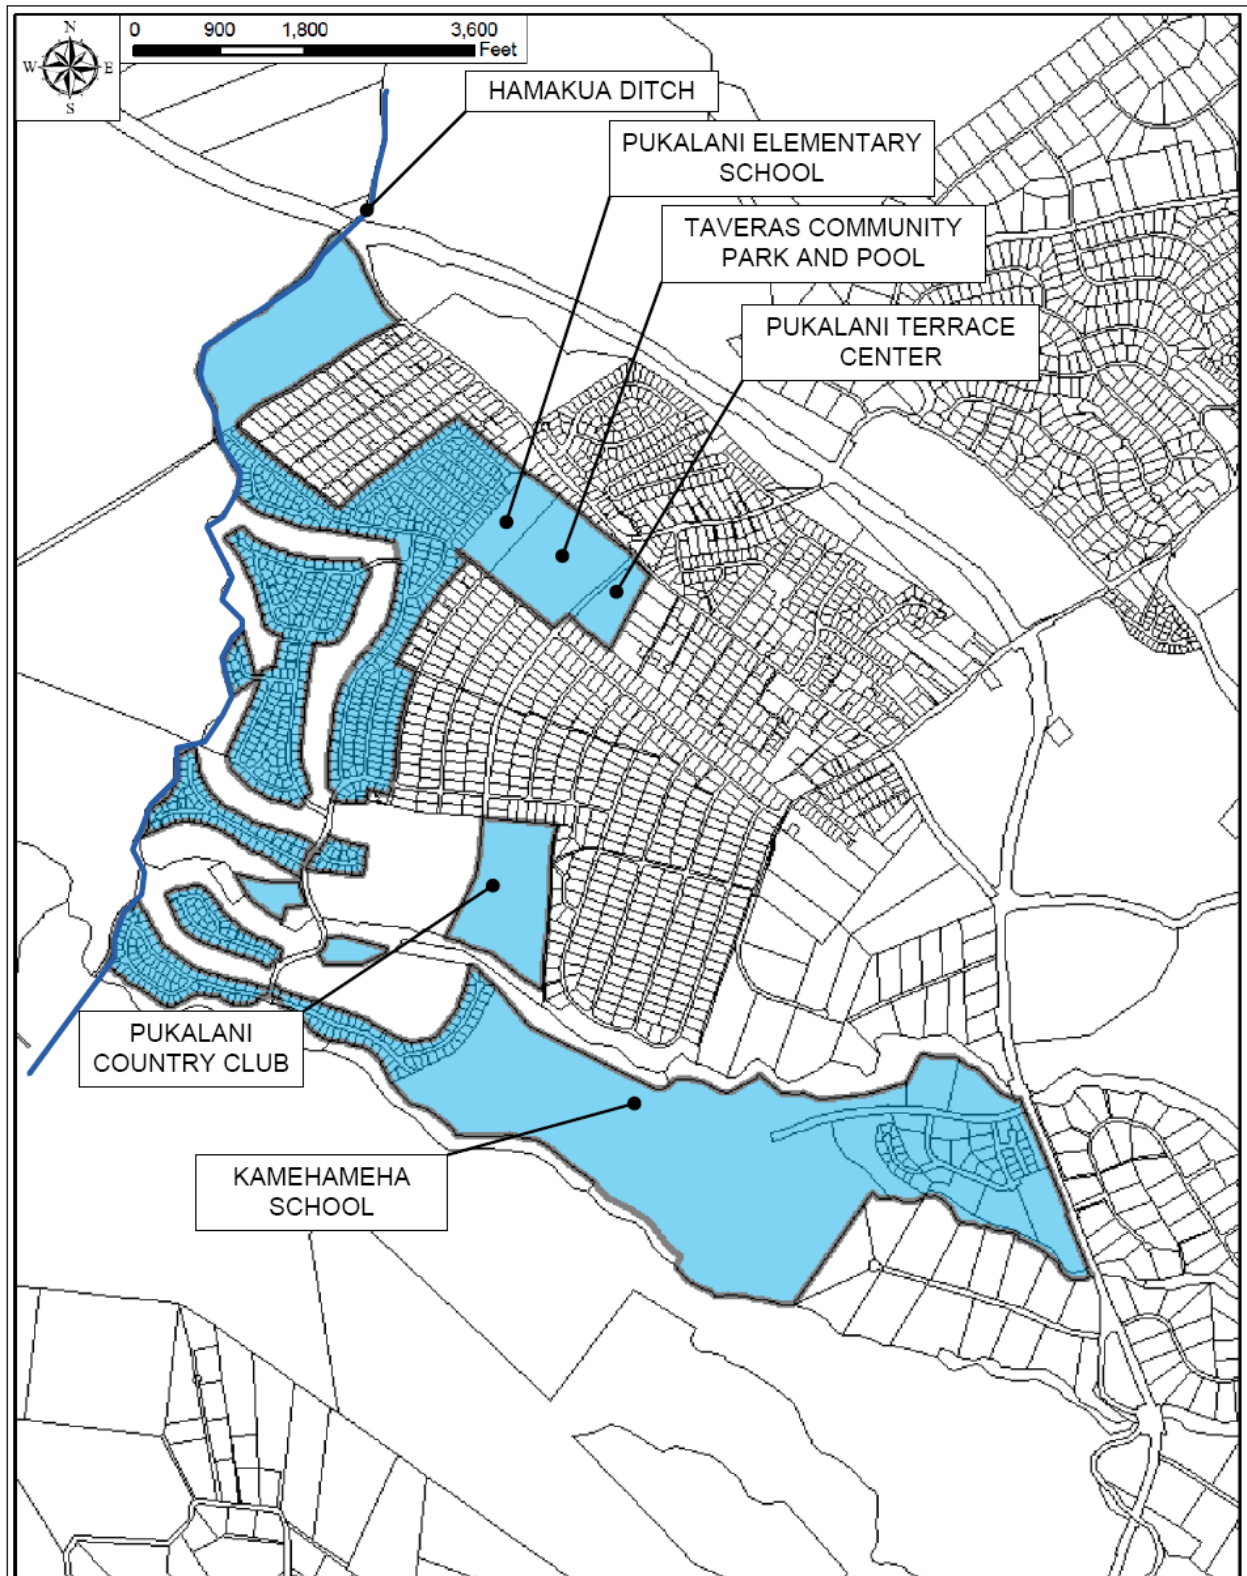 N
W E
S
0 900 1,800 3,600
Feet
HAMAKUA DITCH
PUKALANI ELEMENTARY
SCHOOL
TAVERAS COMMUNITY
PARK AND POOL
PUKALANI TERRACE
CENTER
PUKALANI
COUNTRY CLUB
KAMEHAMEHA
SCHOOL